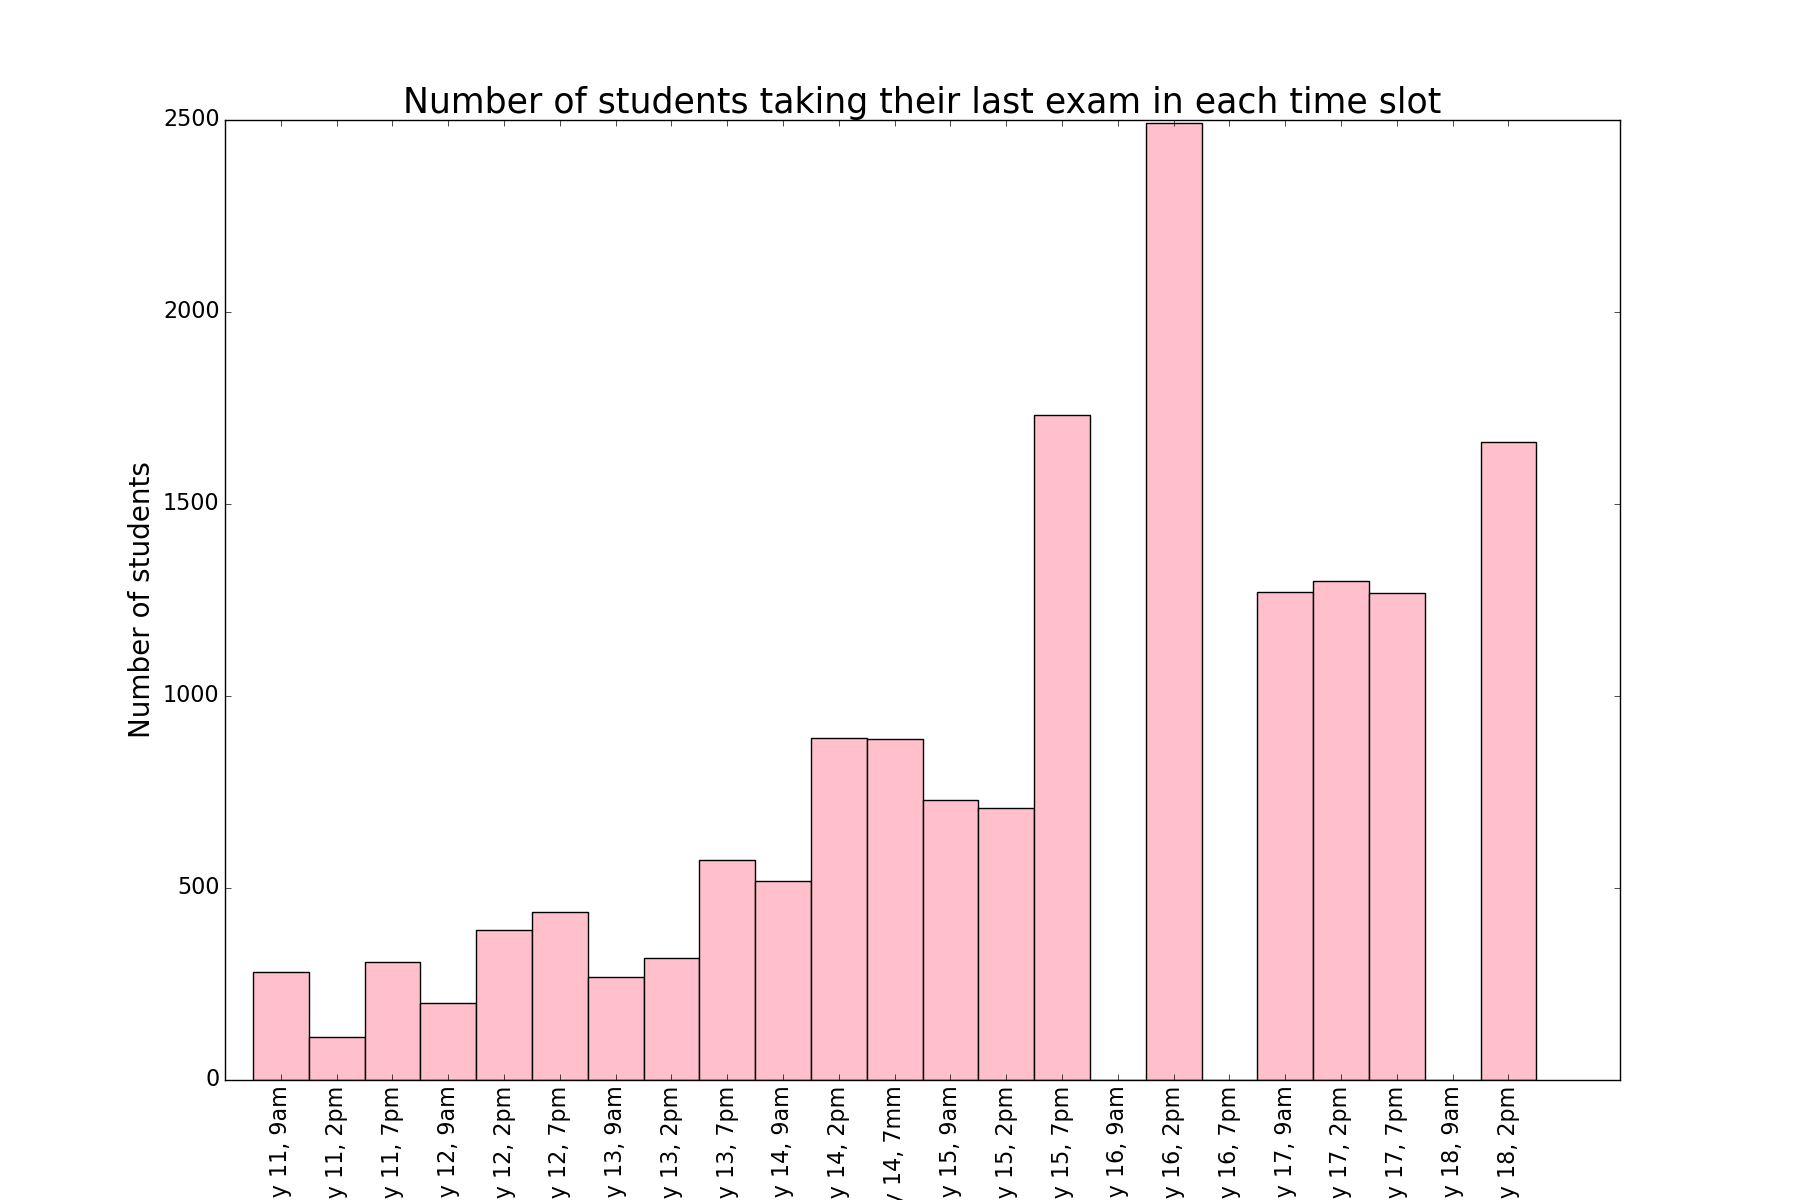 Number of students taking their last exam in each time slot
Number of students
2500
2000
1500
1000
500
0
y 11, 9am
y 11, 2pm
y 11, 7pm
y 12, 9am
y 12, 2pm
y 12, 7pm
y 13, 9am
y 13, 2pm
y 13, 7pm
y 14, 9am
y 14, 2pm
y 14, 7mm
y 15, 9am
y 15, 2pm
y 15, 7pm
y 16, 9am
y 16, 2pm
y 16, 7pm
y 17, 9am
y 17, 2pm
y 17, 7pm
y 18, 9am
y 18, 2pm